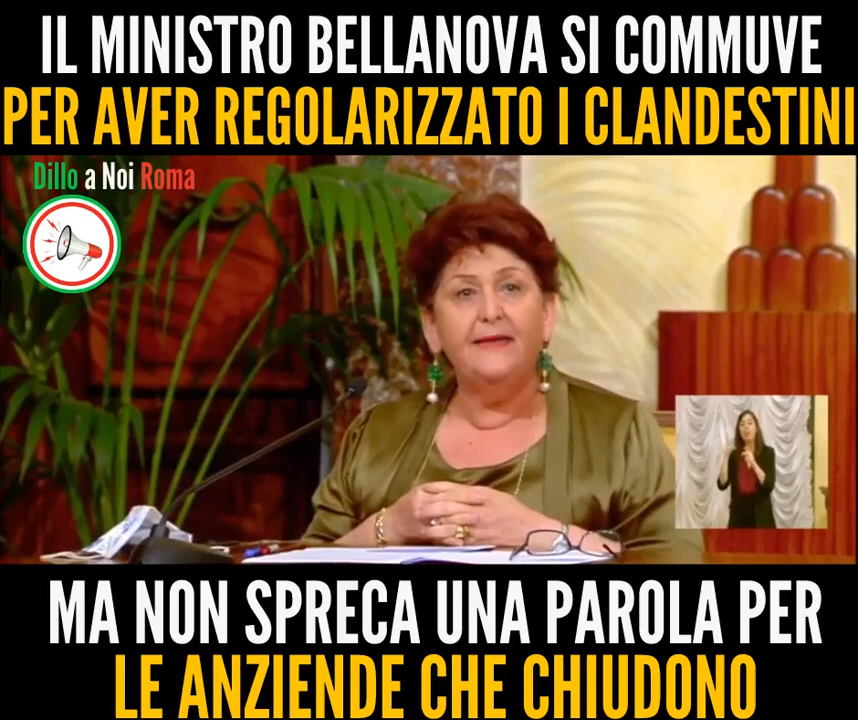 IL MINISTRO BELLANOVA SI COMMUVE
PER AVER REGOLARIZZATO I CLANDESTINI
Dillo a Noi Roma
MA NON SPRECA UNA PAROLA PER
LE ANZIENDE CHE CHIUDONO